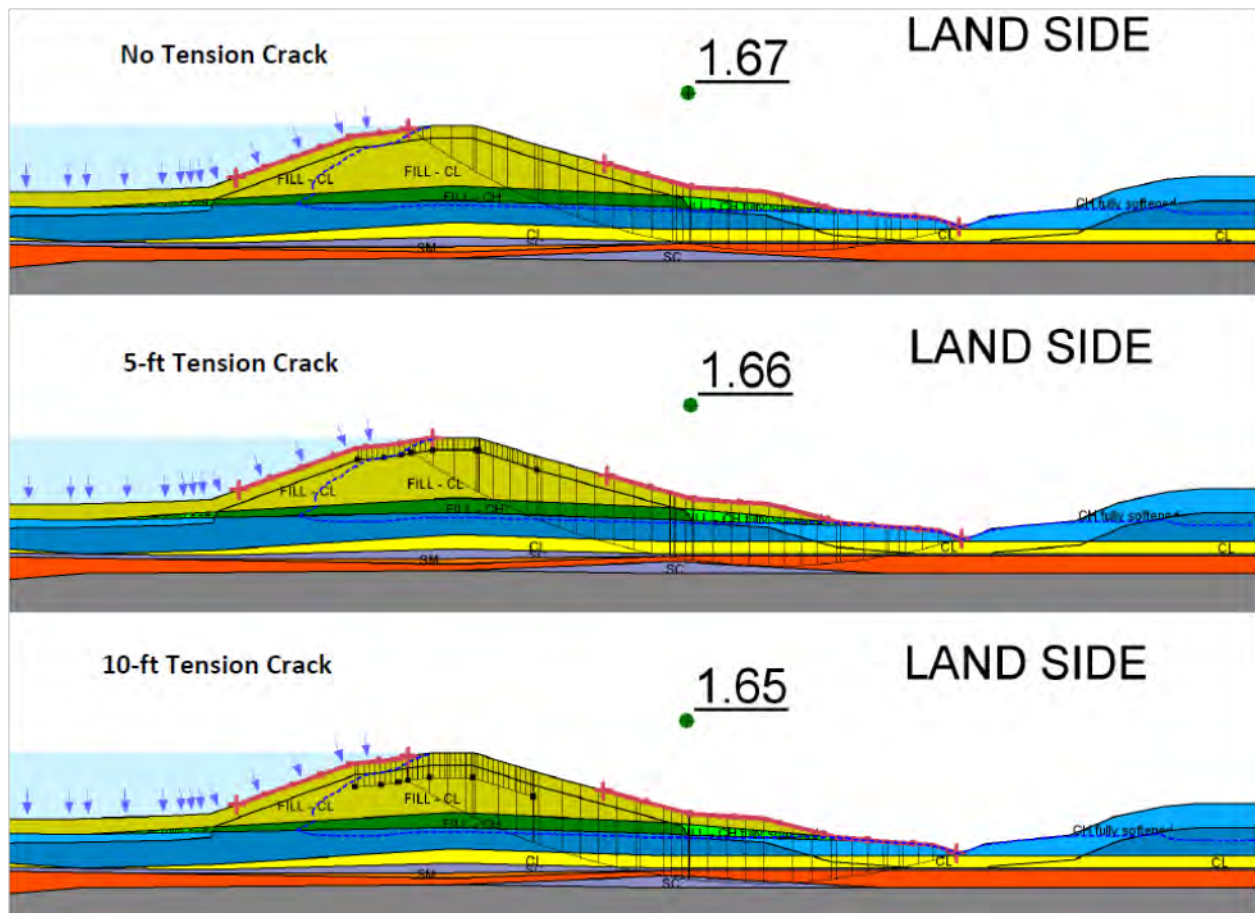 No Tension Crack
LAND SIDE
1.67
FILL - CL
FILL - CL
FILL - CH
CH fully softened
CL
CL
CL
SM
SC
5-ft Tension Crack
LAND SIDE
1.66
FILL - CL
FILL - CL
FILL - CH
CH fully softened
CL
CL
CL
SM
SC
10-ft Tension Crack
LAND SIDE
1.65
FILL - CL
FILL - CL
FILL - CH
CH fully softened
CL
CL
CL
SM
SC